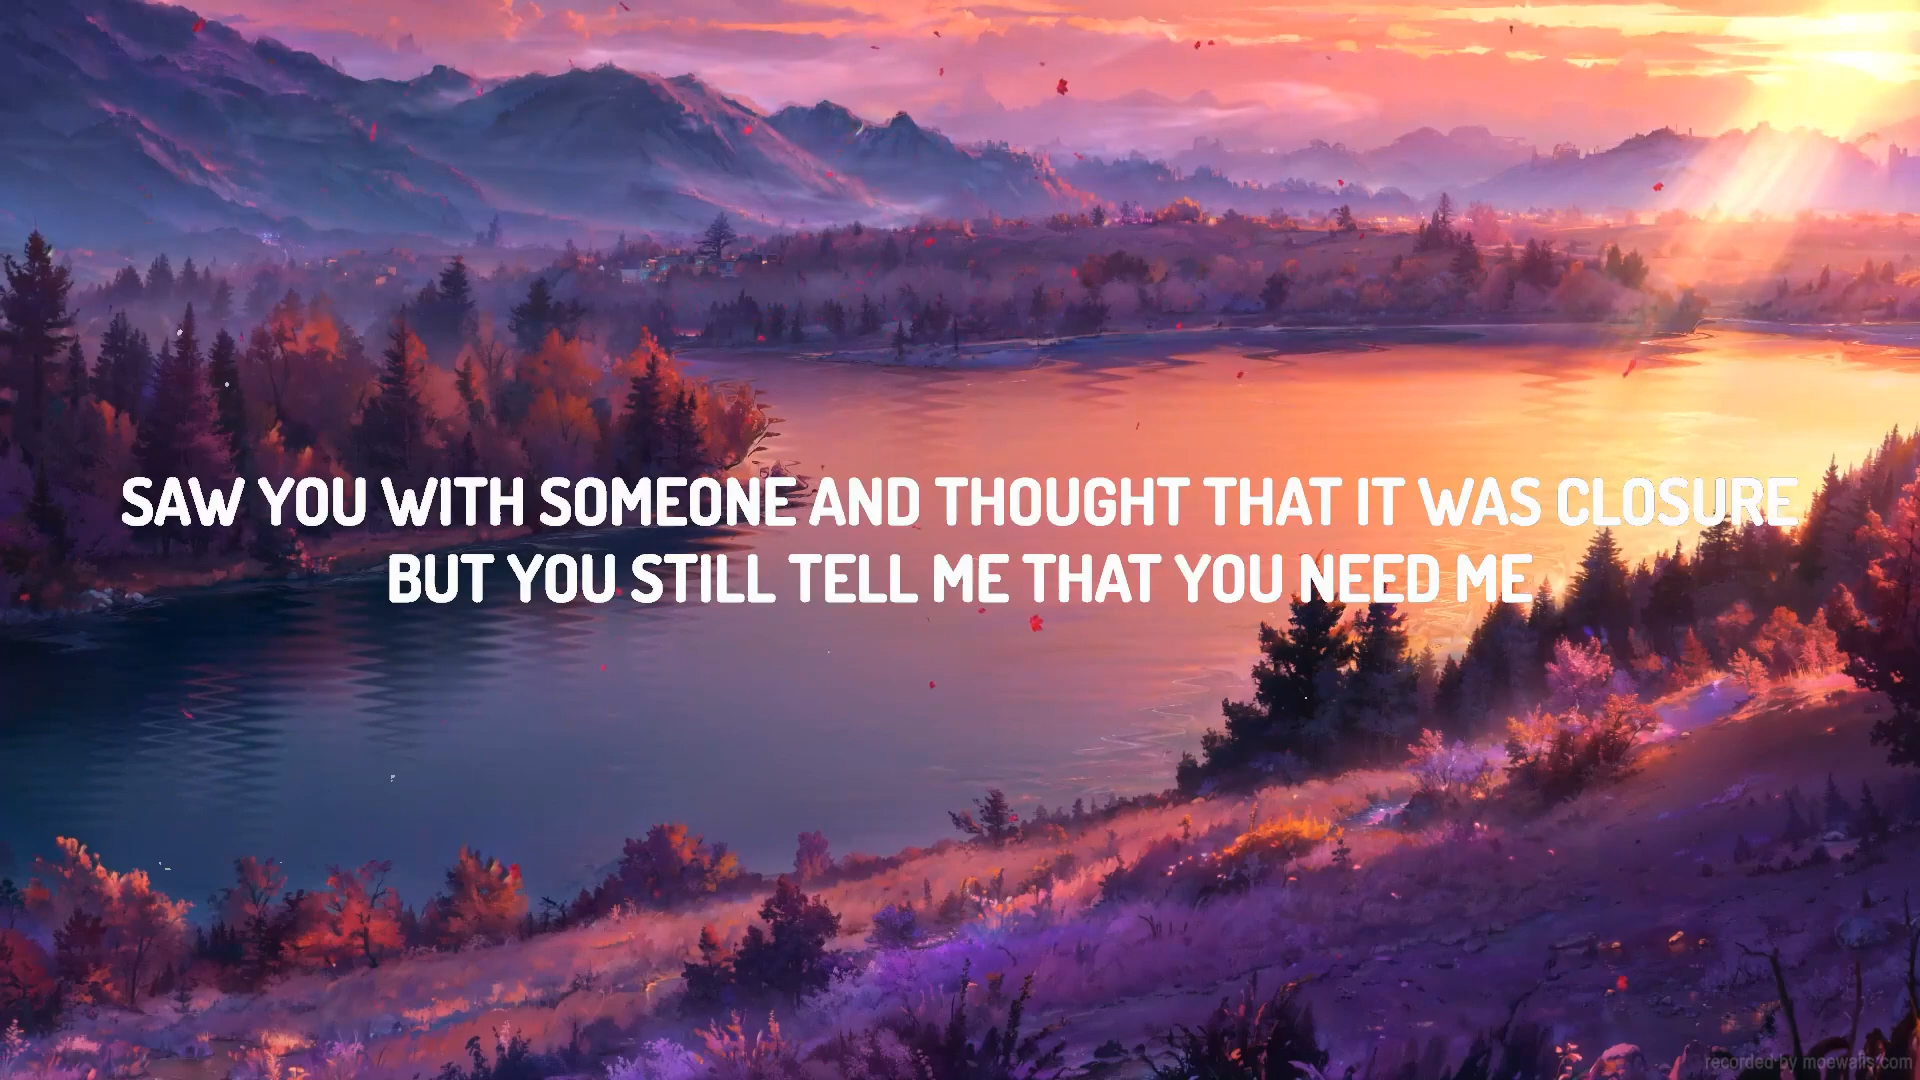 SAW YOU WITH SOMEONE AND THOUGHT THAT IT WAS CLOSURE
BUT YOU STILL TELL ME THAT YOU NEED ME
recorded by moewalls.com